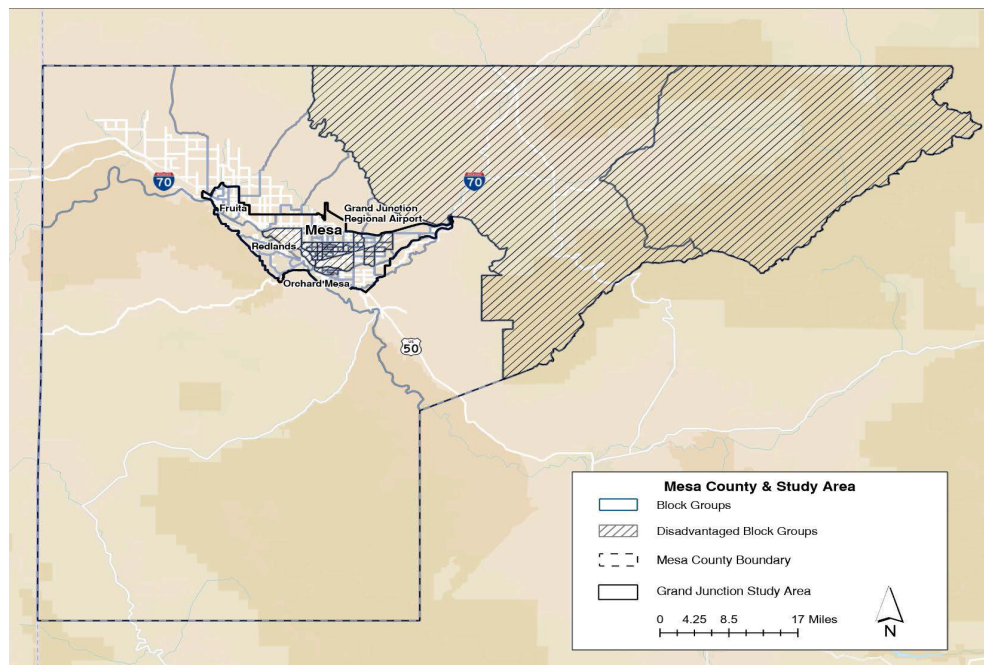 70
70
Fruita
Grand Junction
Regional Airport
Mesa
Redlands
Orchard Mesa
US
50
Mesa County & Study Area
Block Groups
Disadvantaged Block Groups
Mesa County Boundary
Grand Junction Study Area
0 4.25 8.5 17 Miles
N